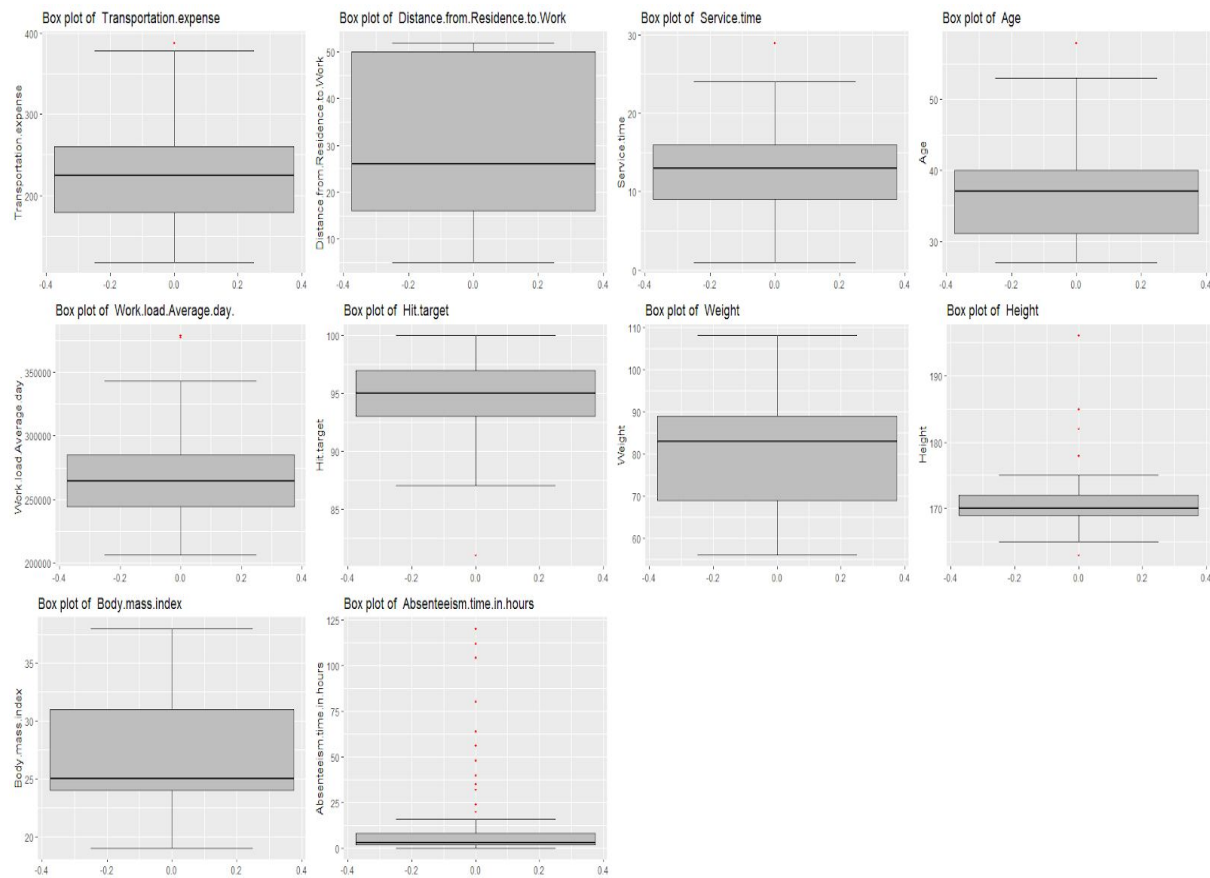 Box plot of Transportation.expense
Transportation.expense
400
300
200
-0.4 -0.2 0.0 0.2 0.4
Box plot of Distance.from.Residence.to.Work
Distance.from.Residence.to.Work
50
40
30
20
10
-0.4 -0.2 0.0 0.2 0.4
Box plot of Service.time
Service.time
30
20
10
0
-0.4 -0.2 0.0 0.2 0.4
Box plot of Age
Age
50
40
30
-0.4 -0.2 0.0 0.2 0.4
Box plot of Work.load.Average.day.
Work.load.Average.day.
350000
300000
250000
200000
-0.4 -0.2 0.0 0.2 0.4
Box plot of Hit.target
Hit.target
100
95
90
85
-0.4 -0.2 0.0 0.2 0.4
Box plot of Weight
Weight
110
100
90
80
70
60
-0.4 -0.2 0.0 0.2 0.4
Box plot of Height
Height
190
180
170
-0.4 -0.2 0.0 0.2 0.4
Box plot of Body.mass.index
Body.mass.index
35
30
25
20
-0.4 -0.2 0.0 0.2 0.4
Box plot of Absenteeism.time.in.hours
Absenteeism.time.in.hours
125
100
75
50
25
0
-0.4 -0.2 0.0 0.2 0.4